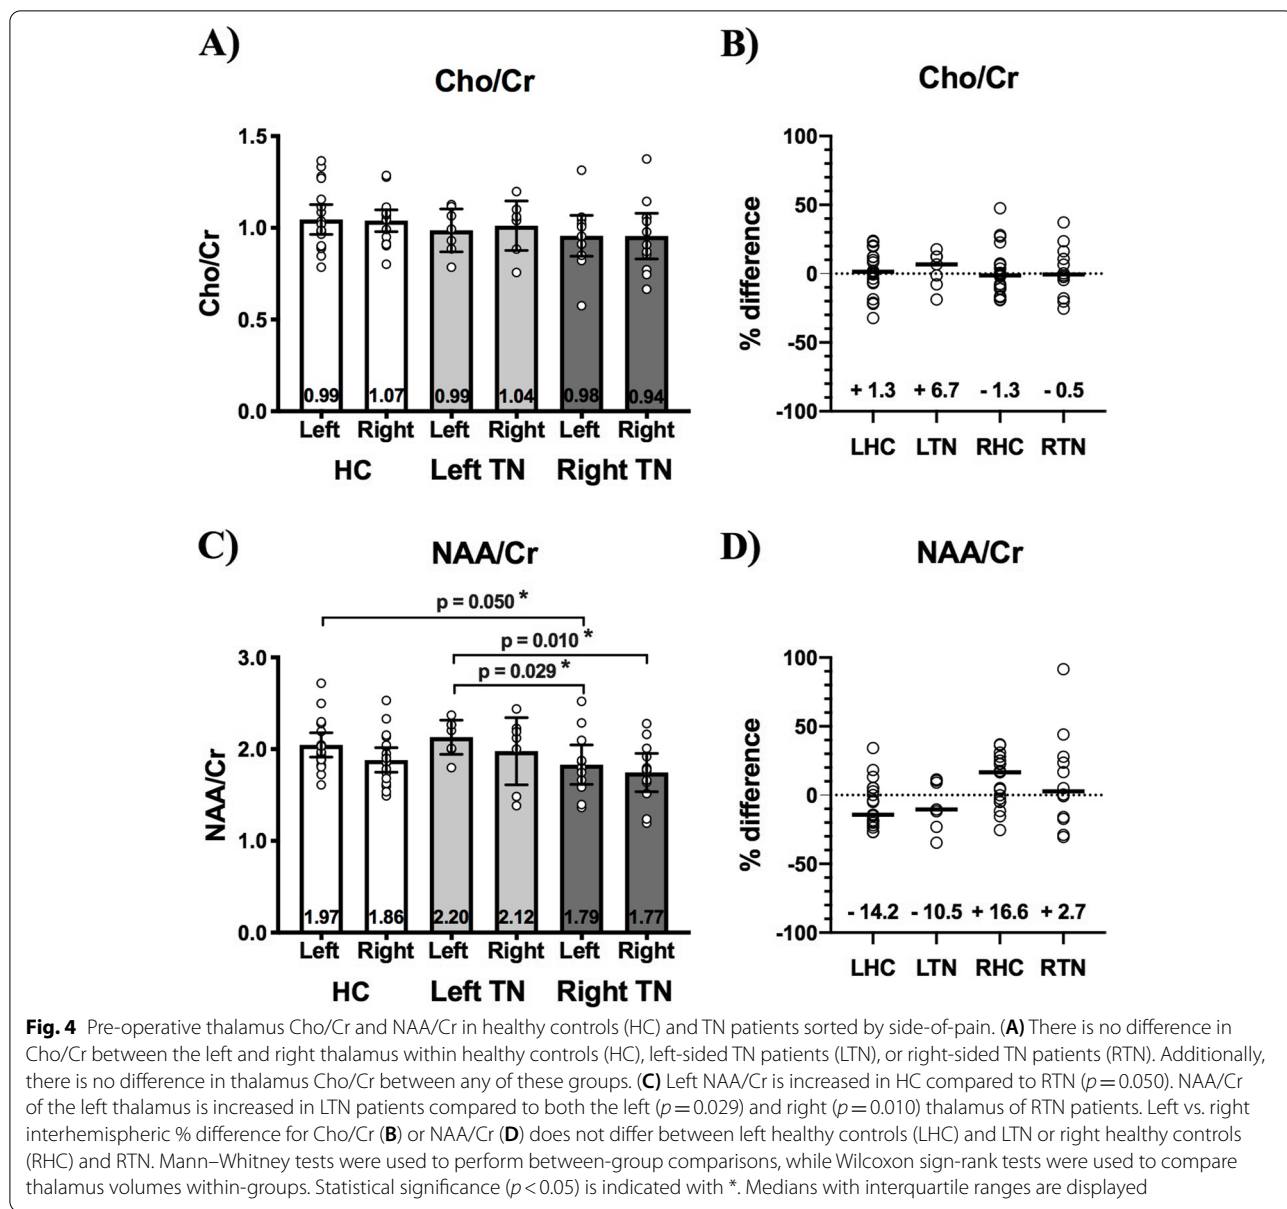 A)
Cho/Cr
Cho/Cr
1.5
1.0
0.5
0.0
0.99 1.07 0.99 1.04 0.98 0.94
Left Right Left Right Left Right
HC Left TN Right TN
B)
Cho/Cr
% difference
100
50
0
-50
-100
+ 1.3 + 6.7 - 1.3 - 0.5
LHC LTN RHC RTN
C)
NAA/Cr
p = 0.050 *
p = 0.010 *
p = 0.029 *
NAA/Cr
3.0
2.0
1.0
0.0
1.97 1.86 2.20 2.12 1.79 1.77
Left Right Left Right Left Right
HC Left TN Right TN
D)
NAA/Cr
% difference
100
50
0
-50
-100
- 14.2 - 10.5 + 16.6 + 2.7
LHC LTN RHC RTN
Fig. 4 Pre-operative thalamus Cho/Cr and NAA/Cr in healthy controls (HC) and TN patients sorted by side-of-pain. (A) There is no difference in
Cho/Cr between the left and right thalamus within healthy controls (HC), left-sided TN patients (LTN), or right-sided TN patients (RTN). Additionally,
there is no difference in thalamus Cho/Cr between any of these groups. (C) Left NAA/Cr is increased in HC compared to RTN (p = 0.050). NAA/Cr
of the left thalamus is increased in LTN patients compared to both the left (p = 0.029) and right (p = 0.010) thalamus of RTN patients. Left vs. right
interhemispheric % difference for Cho/Cr (B) or NAA/Cr (D) does not differ between left healthy controls (LHC) and LTN or right healthy controls
(RHC) and RTN. Mann–Whitney tests were used to perform between-group comparisons, while Wilcoxon sign-rank tests were used to compare
thalamus volumes within-groups. Statistical significance (p < 0.05) is indicated with *. Medians with interquartile ranges are displayed